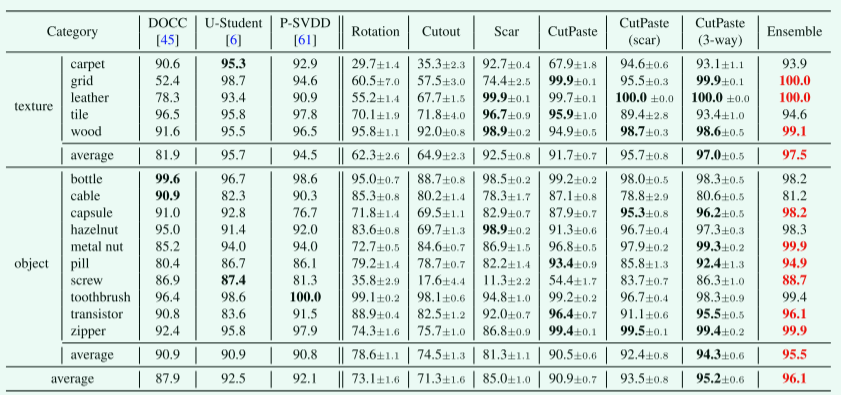 Category DOCC [45] U-Student [6] P-SVDD [61] Rotation Cutout Scar CutPaste CutPaste (scar) CutPaste (3-way) Ensemble
texture
carpet 90.6 95.3 92.9 29.7±1.4 35.3±2.3 92.7±0.4 67.9±1.8 94.6±0.6 93.1±1.1 93.9
grid 52.4 98.7 94.6 60.5±7.0 57.5±3.0 74.4±2.5 99.9±0.1 95.5±0.3 99.9±0.1 100.0
leather 78.3 93.4 90.9 55.2±1.4 67.7±1.5 99.9±0.1 99.7±0.1 100.0 ±0.0 100.0 ±0.0 100.0
tile 96.5 95.8 97.8 70.1±1.9 71.8±4.0 96.7±0.9 95.9±1.0 89.4±2.8 93.4±1.0 94.6
wood 91.6 95.5 96.5 95.8±1.1 92.0±0.8 98.9±0.2 94.9±0.5 98.7±0.3 98.6±0.5 99.1
average 81.9 95.7 94.5 62.3±2.6 64.9±2.3 92.5±0.8 91.7±0.7 95.7±0.8 97.0±0.5 97.5
object
bottle 99.6 96.7 98.6 95.0±0.7 88.7±0.8 98.5±0.2 99.2±0.2 98.0±0.5 98.3±0.5 98.2
cable 90.9 82.3 90.3 85.3±0.8 80.2±1.4 78.3±1.7 87.1±0.8 78.8±2.9 80.6±0.5 81.2
capsule 91.0 92.8 76.7 71.8±1.4 69.5±1.1 82.9±0.7 87.9±0.7 95.3±0.8 96.2±0.5 98.2
hazelnut 95.0 91.4 92.0 83.6±0.8 69.7±1.3 98.9±0.2 91.3±0.6 96.7±0.4 97.3±0.3 98.3
metal nut 85.2 94.0 94.0 72.7±0.5 84.6±0.7 86.9±1.5 96.8±0.5 97.9±0.2 99.3±0.2 99.9
pill 80.4 86.7 86.1 79.2±1.4 78.7±0.7 82.2±1.4 93.4±0.9 85.8±1.3 92.4±1.3 94.9
screw 86.9 87.4 81.3 35.8±2.9 17.6±4.4 11.3±2.2 54.4±1.7 83.7±0.7 86.3±1.0 88.7
toothbrush 96.4 98.6 100.0 99.1±0.2 98.1±0.6 94.8±1.0 99.2±0.2 96.7±0.4 98.3±0.9 99.4
transistor 90.8 83.6 91.5 88.9±0.4 82.5±1.2 92.0±0.7 96.4±0.7 91.1±0.6 95.5±0.5 96.1
zipper 92.4 95.8 97.9 74.3±1.6 75.7±1.0 86.8±0.9 99.4±0.1 99.5±0.1 99.4±0.2 99.9
average 90.9 90.9 90.8 78.6±1.1 74.5±1.3 81.3±1.1 90.5±0.6 92.4±0.8 94.3±0.6 95.5
average 87.9 92.5 92.1 73.1±1.6 71.3±1.6 85.0±1.0 90.9±0.7 93.5±0.8 95.2±0.6 96.1